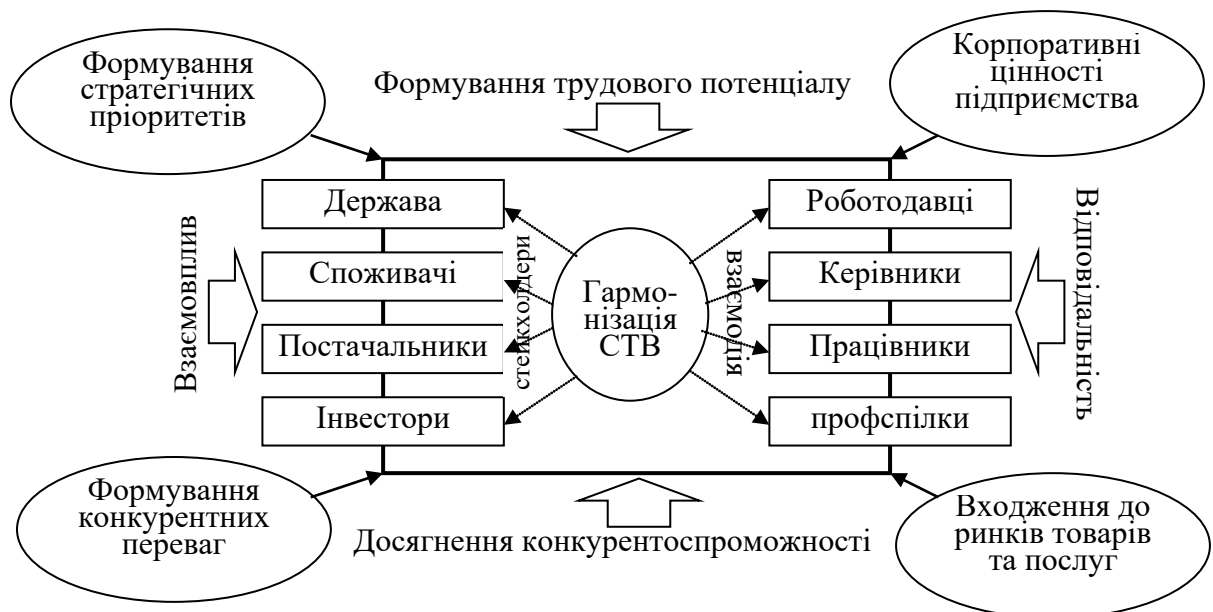 Формування
стратегічних
пріоритетів
Формування трудового потенціалу
Корпоративні
цінності
підприємства
Взаємовплив
Держава
Споживачі
Постачальники
Інвестори
стейкхолдери
Гармо-
нізація
СТВ
взаємодія
Роботодавці
Керівники
Працівники
профспілки
Відповідальність
Формування
конкурентних
переваг
Досягнення конкурентоспроможності
Входження до
ринків товарів
та послуг